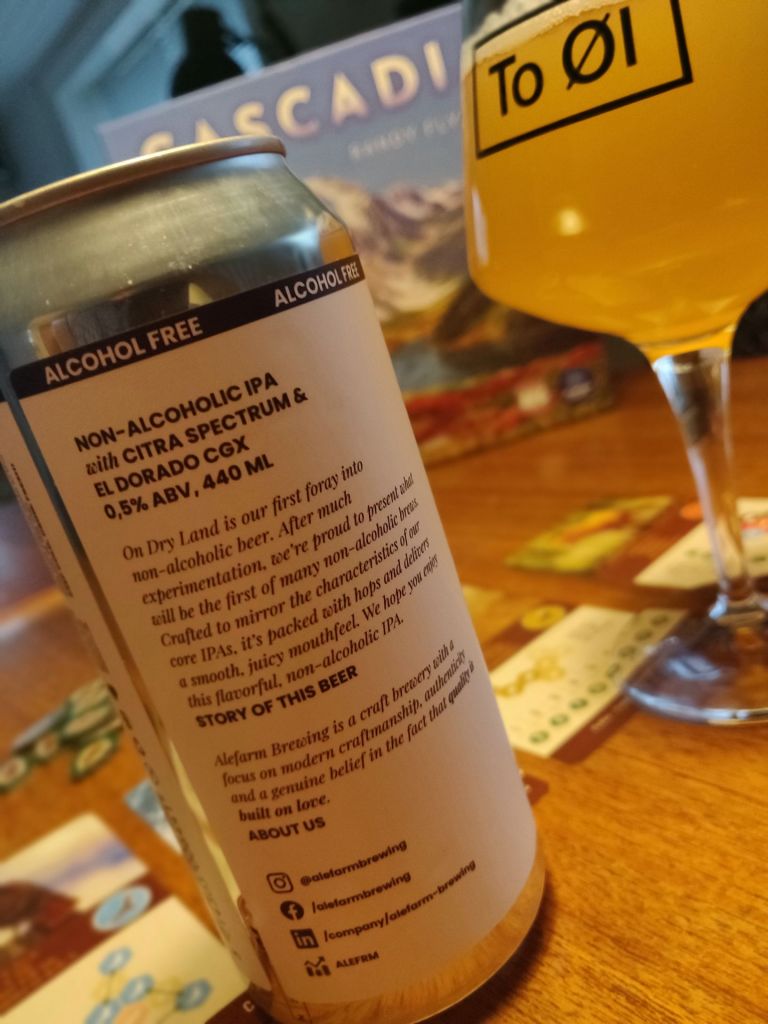 CASCADI
To ØL
ALCOHOL FREE
ALCOHOL FREE
NON-ALCOHOLIC IPA
with CITRA SPECTRUM &
EL DORADO CGX
0,5% ABV, 440 ML
On Dry Land is our first foray into
non-alcoholic beer. After much
experimentation, we're proud to present what
will be the first of many non-alcoholic brews.
Crafted to mirror the characteristics of our
core IPAs, it's packed with hops and delivers
a smooth, juicy mouthfeel. We hope you enjoy
this flavorful, non-alcoholic IPA.
STORY OF THIS BEER
Alefarm Brewing is a craft brewery with a
focus on modern craftmanship, authenticity
and a genuine belief in the fact that quality is
built on love.
ABOUT US
@alefarmbrewing
/alefarmbrewing
/company/alefarm-brewing
ALEFRM